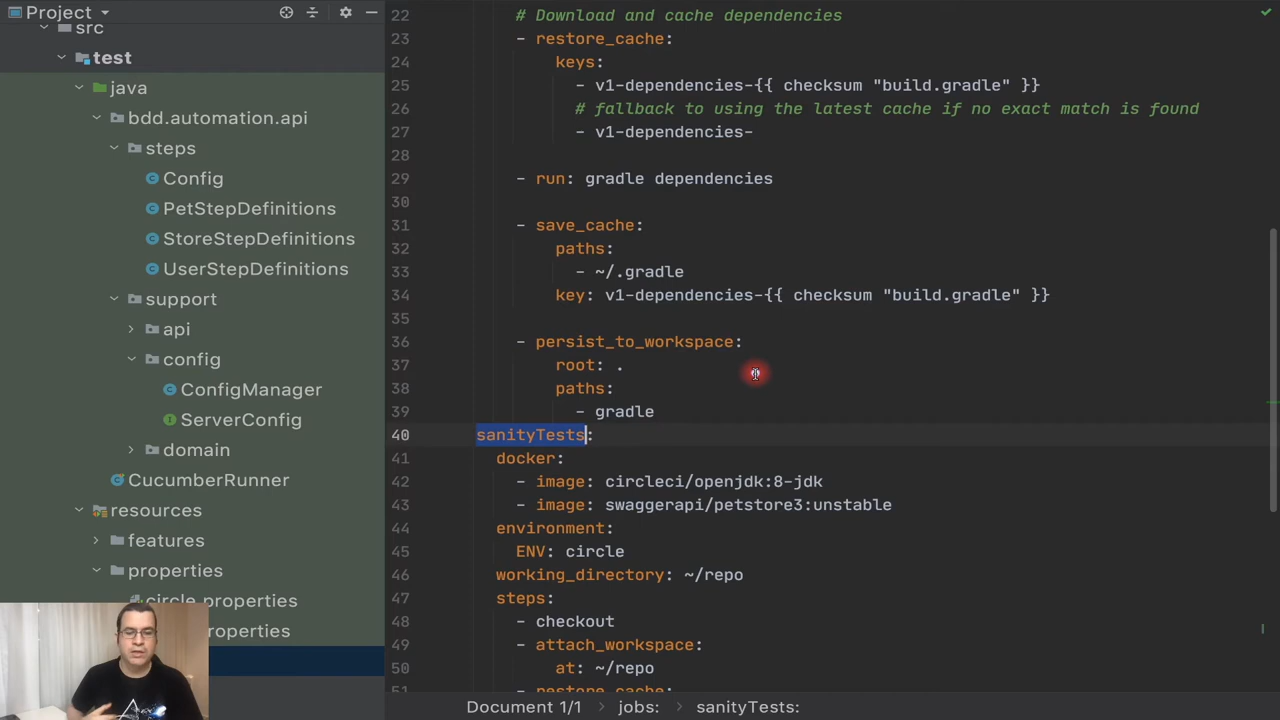 Project
src
test
java
bdd.automation.api
steps
Config
PetStepDefinitions
StoreStepDefinitions
UserStepDefinitions
support
api
config
ConfigManager
ServerConfig
domain
CucumberRunner
resources
features
properties
circle.properties
roperties
22 # Download and cache dependencies
23 - restore_cache:
24 keys:
25 - v1-dependencies-{{ checksum "build.gradle" }}
26 # fallback to using the latest cache if no exact match is found
27 - v1-dependencies-
28
29 - run: gradle dependencies
30
31 - save_cache:
32 paths:
33 - ~/.gradle
34 key: v1-dependencies-{{ checksum "build.gradle" }}
35
36 - persist_to_workspace:
37 root: .
38 paths:
39 - gradle
40 sanityTests:
41 docker:
42 - image: circleci/openjdk:8-jdk
43 - image: swaggerapi/petstore3:unstable
44 environment:
45 ENV: circle
46 working_directory: ~/repo
47 steps:
48 - checkout
49 - attach_workspace:
50 at: ~/repo
51 - restore_cache:
Document 1/1 › jobs: › sanityTests: